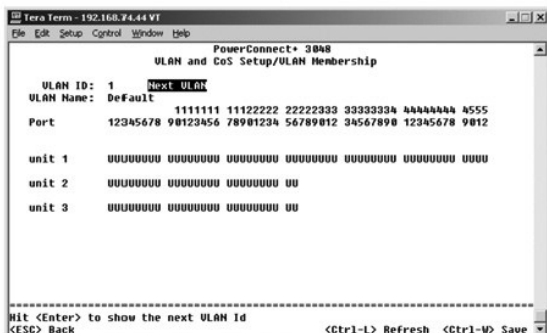 Tera Term - 192.168.74.44 VT
File Edit Setup Control Window Help
PowerConnect+ 3048
VLAN and CoS Setup/VLAN Membership
VLAN ID: 1 Next VLAN
VLAN Name: Default
1111111 11122222 22222333 33333334 44444444 4555
Port 12345678 90123456 78901234 56789012 34567890 12345678 9012
unit 1 UUUUUUUU UUUUUUUU UUUUUUUU UUUUUUUU UUUUUUUU UUUUUUUU UUUU
unit 2 UUUUUUUU UUUUUUUU UUUUUUUU UU
unit 3 UUUUUUUU UUUUUUUU UUUUUUUU UU
Hit <Enter> to show the next VLAN Id
<ESC> Back <Ctrl-L> Refresh <Ctrl-W> Save